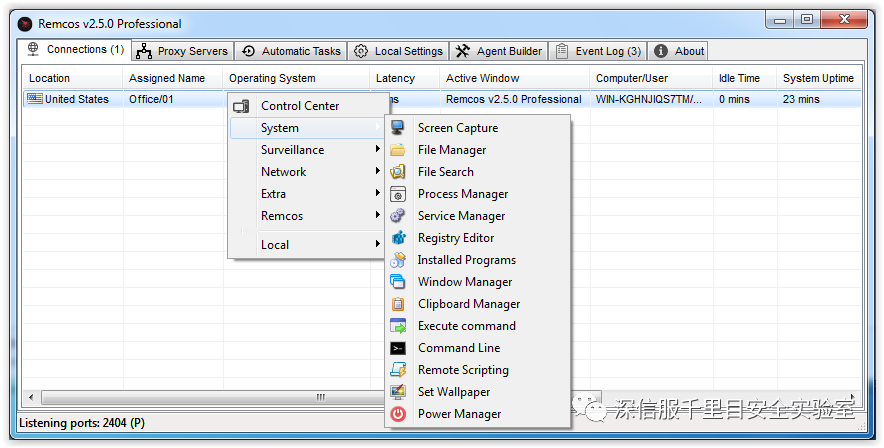 Remcos v2.5.0 Professional
Connections (1) Proxy Servers Automatic Tasks Local Settings Agent Builder Event Log (3) About
Location Assigned Name Operating System Latency Active Window Computer/User Idle Time System Uptime
United States Office/01 Remcos v2.5.0 Professional WIN-KGHNJIQS7TM/... 0 mins 23 mins
Control Center
System
Surveillance
Network
Extra
Remcos
Local
Screen Capture
File Manager
File Search
Process Manager
Service Manager
Registry Editor
Installed Programs
Window Manager
Clipboard Manager
Execute command
Command Line
Remote Scripting
Set Wallpaper
Power Manager
深信服千里目安全实验室
Listening ports: 2404 (P)